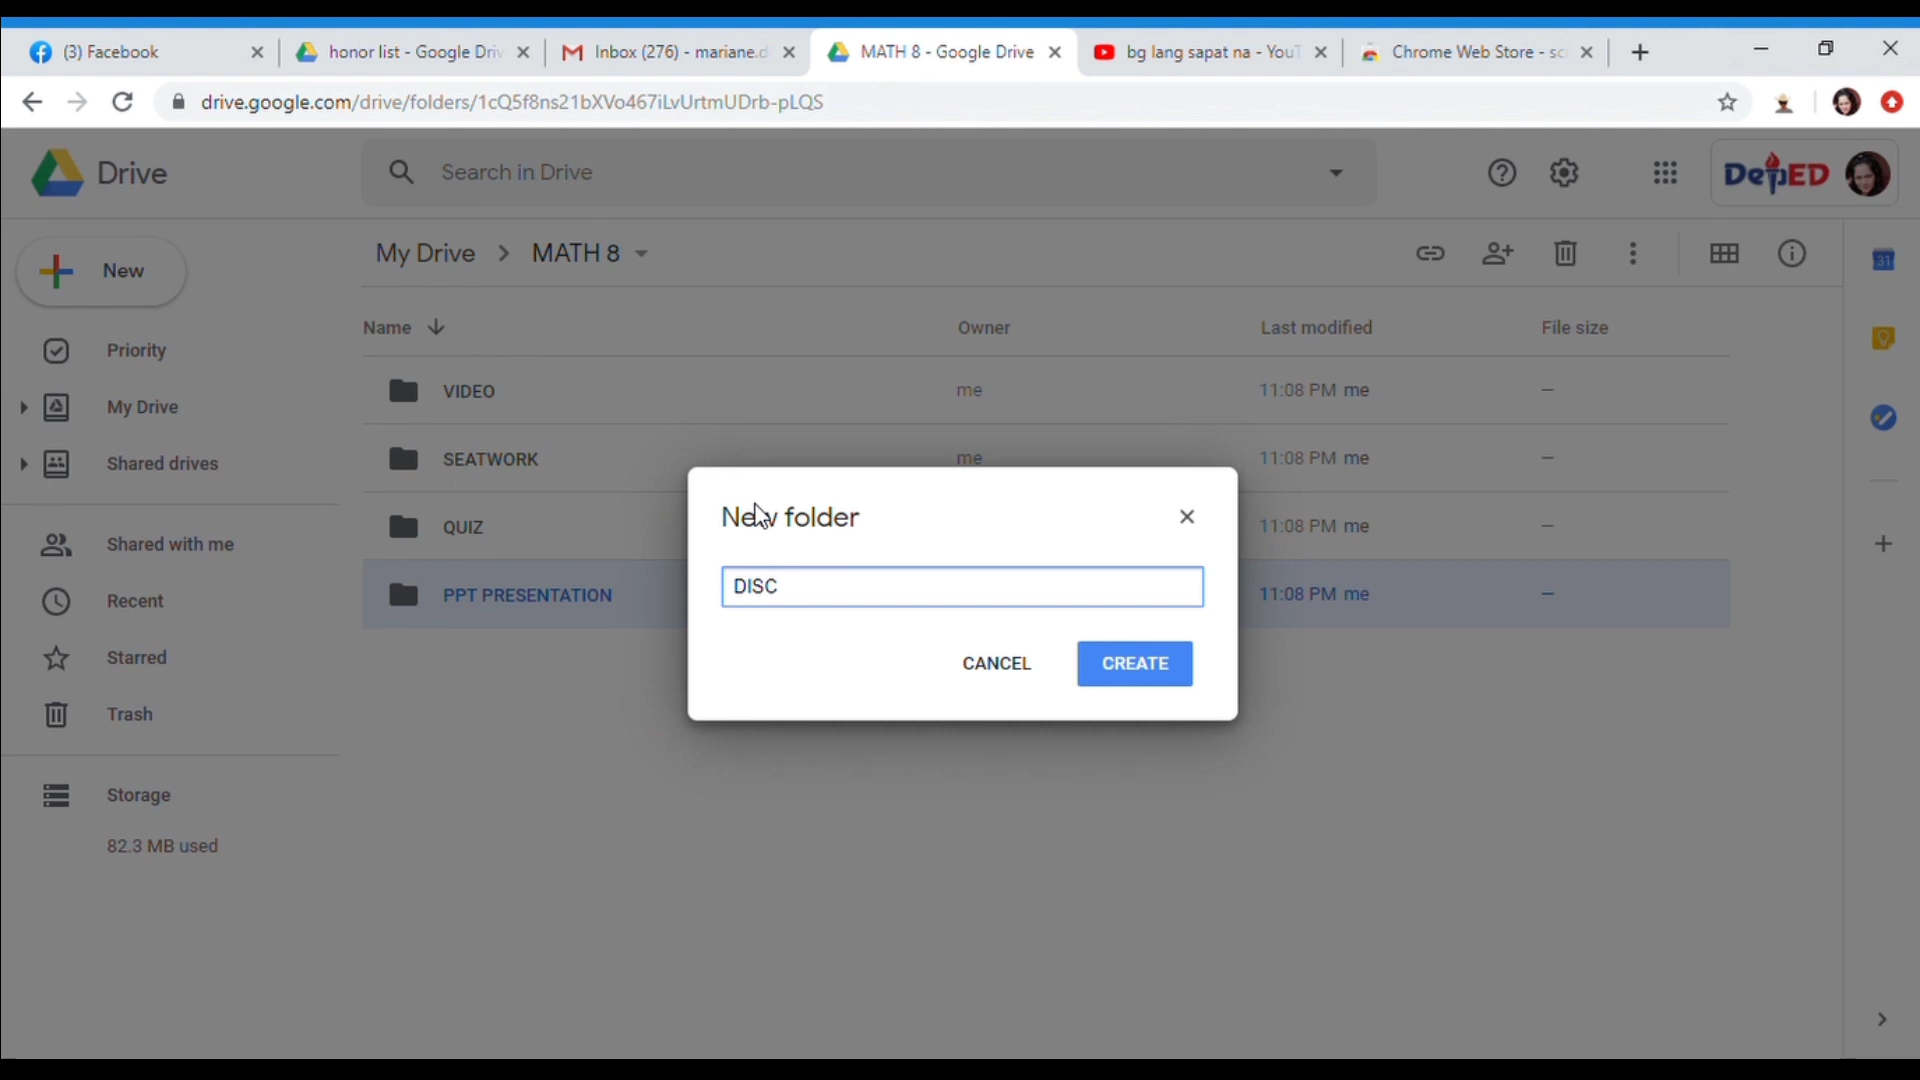 (3) Facebook
honor list - Google Driv
Inbox (276) - mariane.d
MATH 8 - Google Drive
bg lang sapat na - YouT
Chrome Web Store - sc
drive.google.com/drive/folders/1cQ5f8ns21bXVo467iLvUrtmUDrb-pLQS
Drive
Search in Drive
DepED
New
My Drive
MATH 8
31
Name
Owner
Last modified
File size
Priority
My Drive
Shared drives
Shared with me
Recent
Starred
Trash
Storage
82.3 MB used
VIDEO
me
11:08 PM me
–
SEATWORK
me
11:08 PM me
–
QUIZ
11:08 PM me
–
PPT PRESENTATION
11:08 PM me
–
New folder
DISC
CANCEL
CREATE